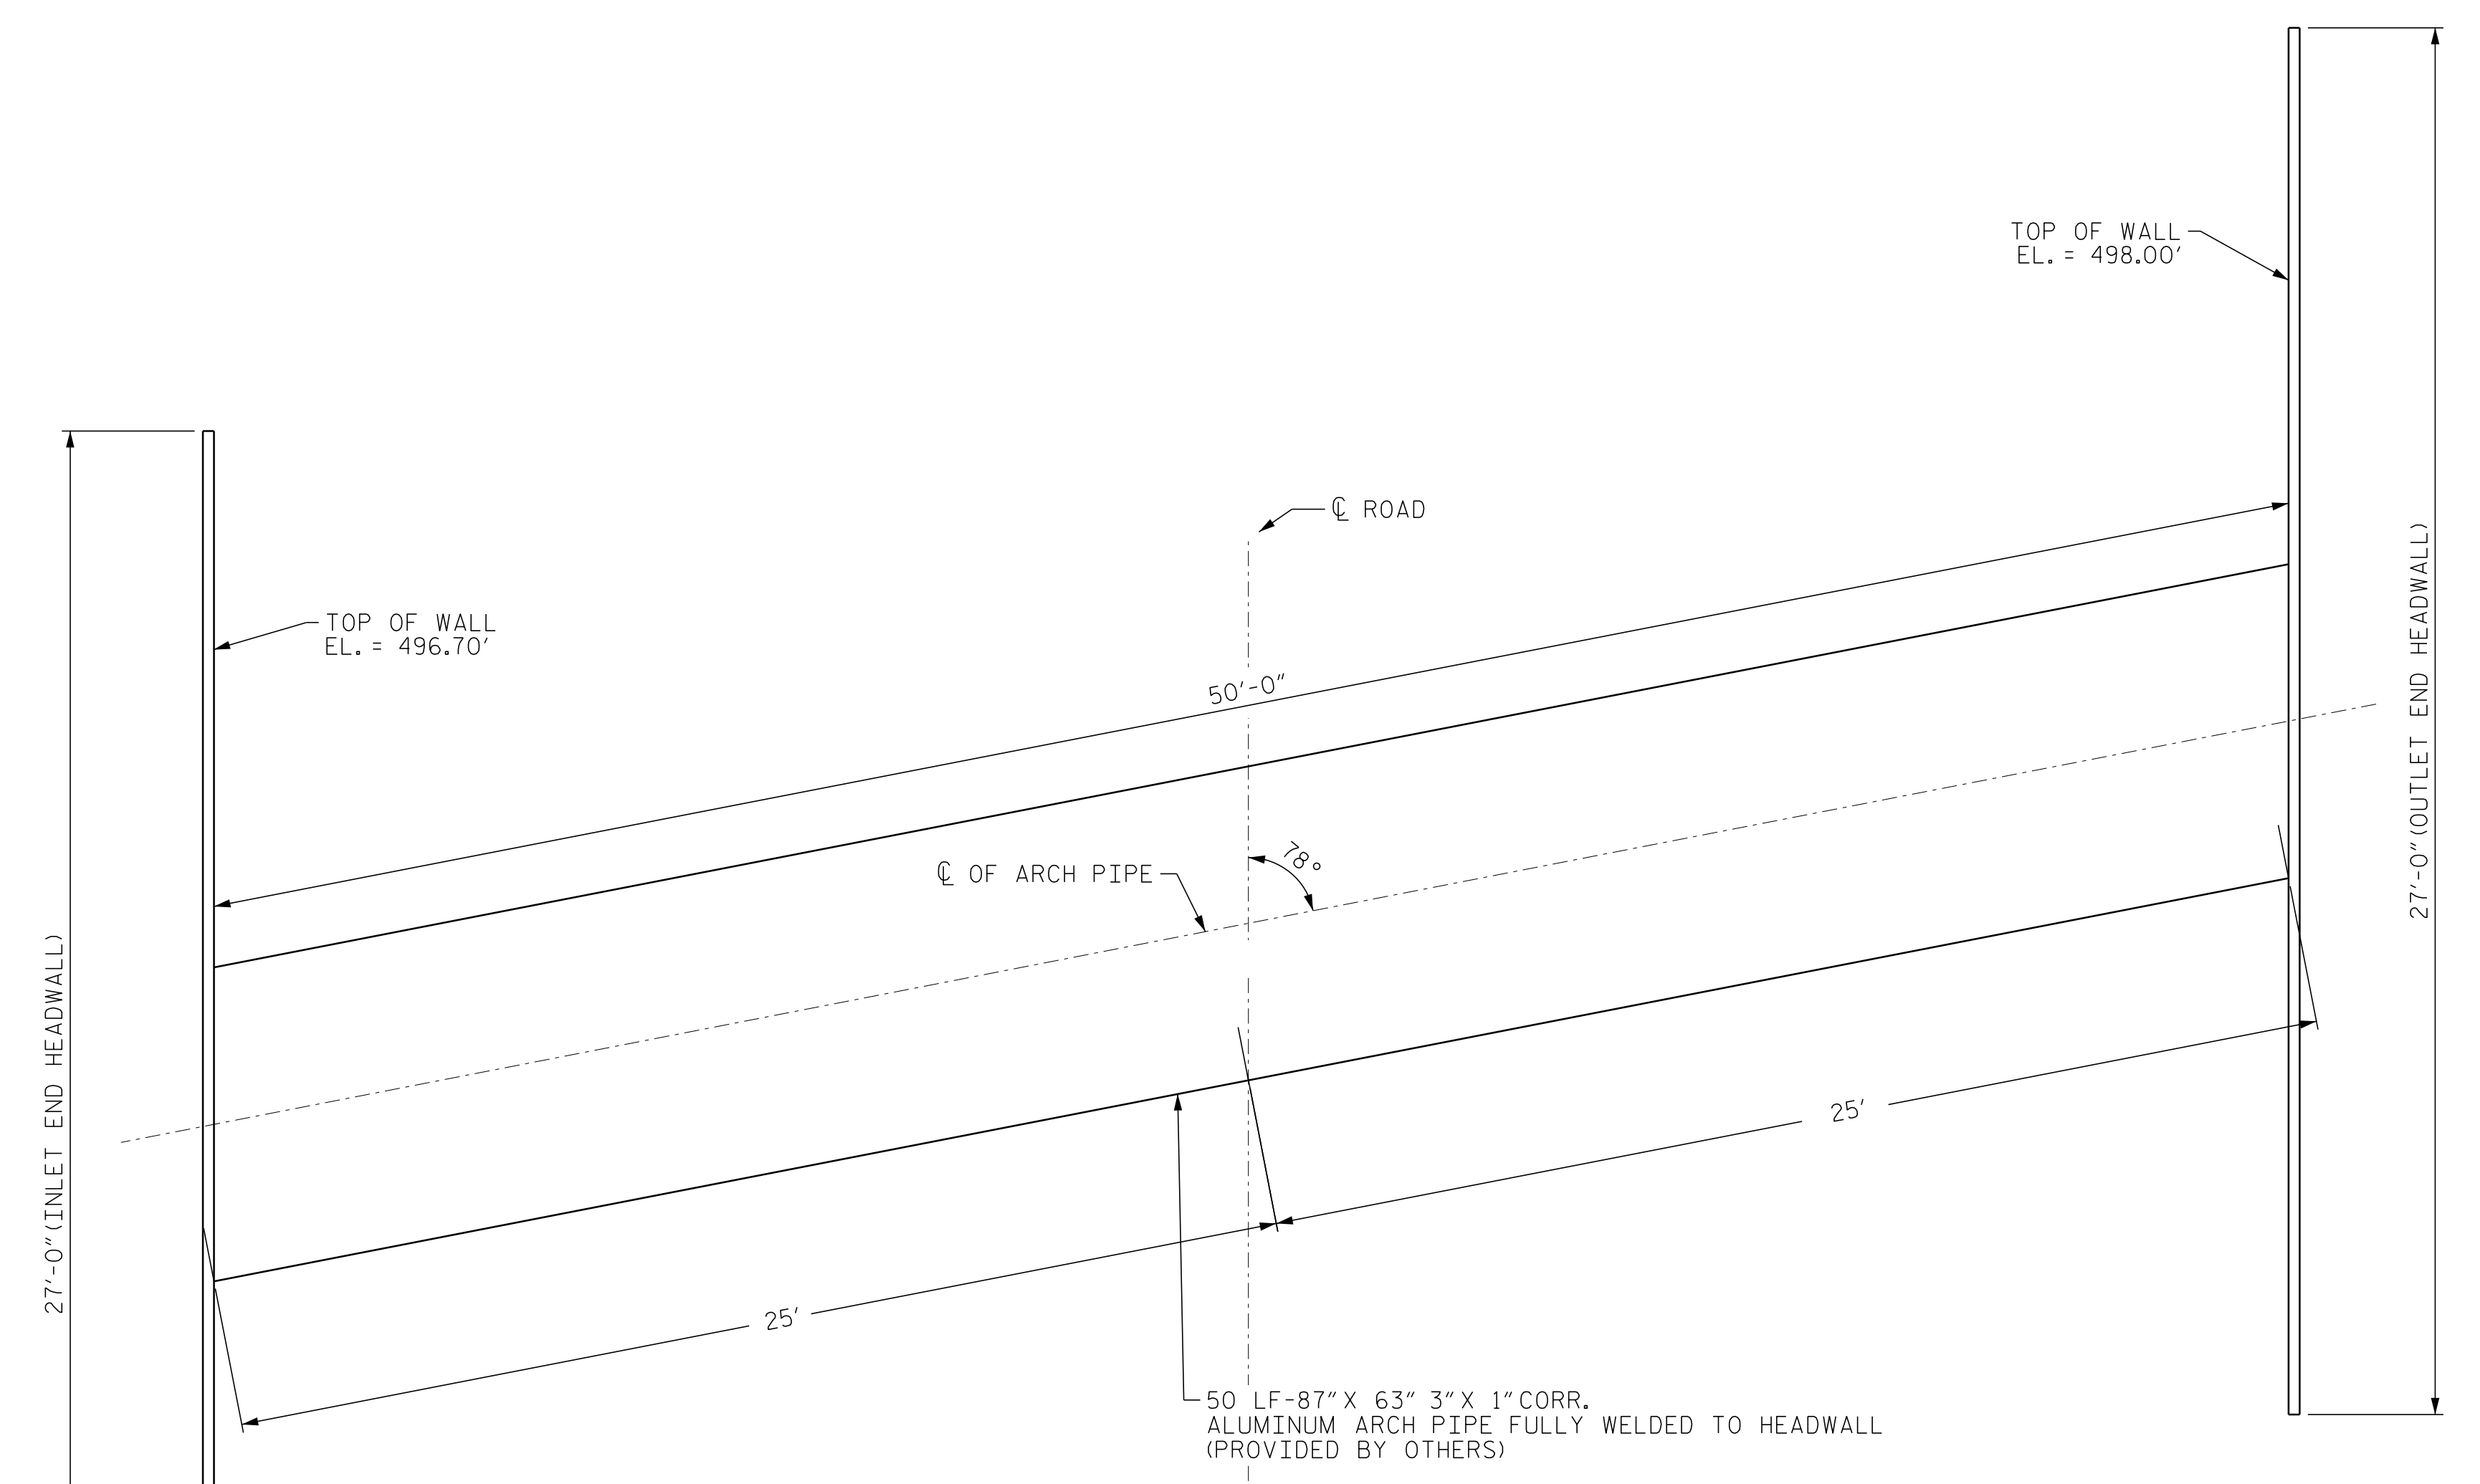 TOP OF WALL
EL. = 498.00'
℄ ROAD
TOP OF WALL
EL. = 496.70'
50'-0"
27'-0" (OUTLET END HEADWALL)
78°
℄ OF ARCH PIPE
27'-0" (INLET END HEADWALL)
25'
25'
50 LF-87" X 63" 3" X 1" CORR.
ALUMINUM ARCH PIPE FULLY WELDED TO HEADWALL
(PROVIDED BY OTHERS)